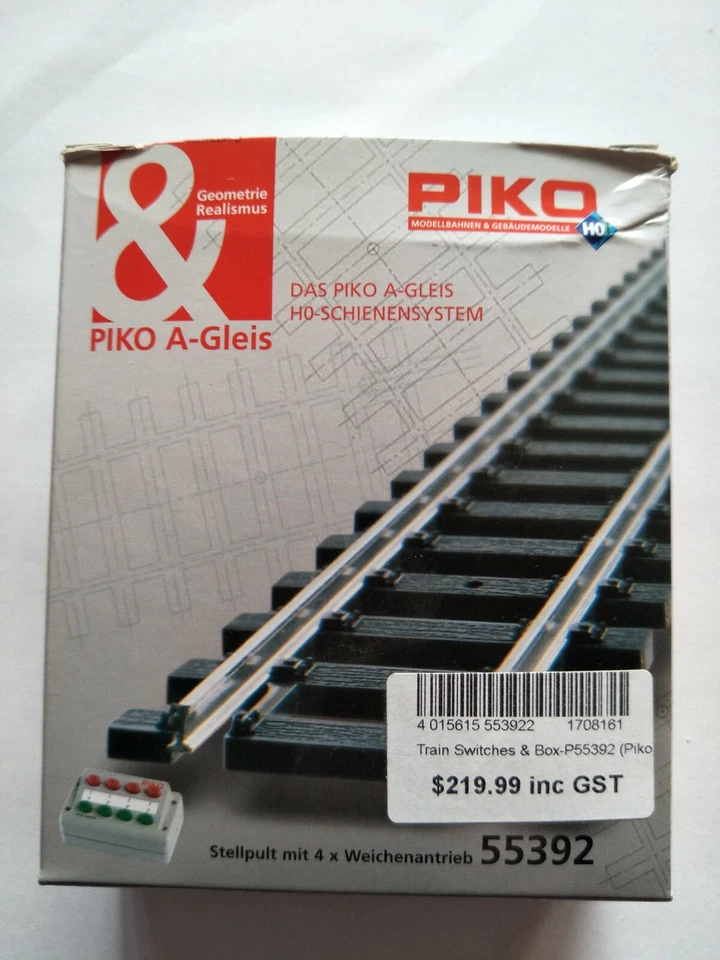 &
Geometrie
Realismus
PIKO A-Gleis
PIKO
MODELLBAHNEN & GEBÄUDEMODELLE
H0
DAS PIKO A-GLEIS
H0-SCHIENENSYSTEM
4 015615 553922 1708161
Train Switches & Box-P55392 (Piko
$219.99 inc GST
Stellpult mit 4 x Weichenantrieb 55392